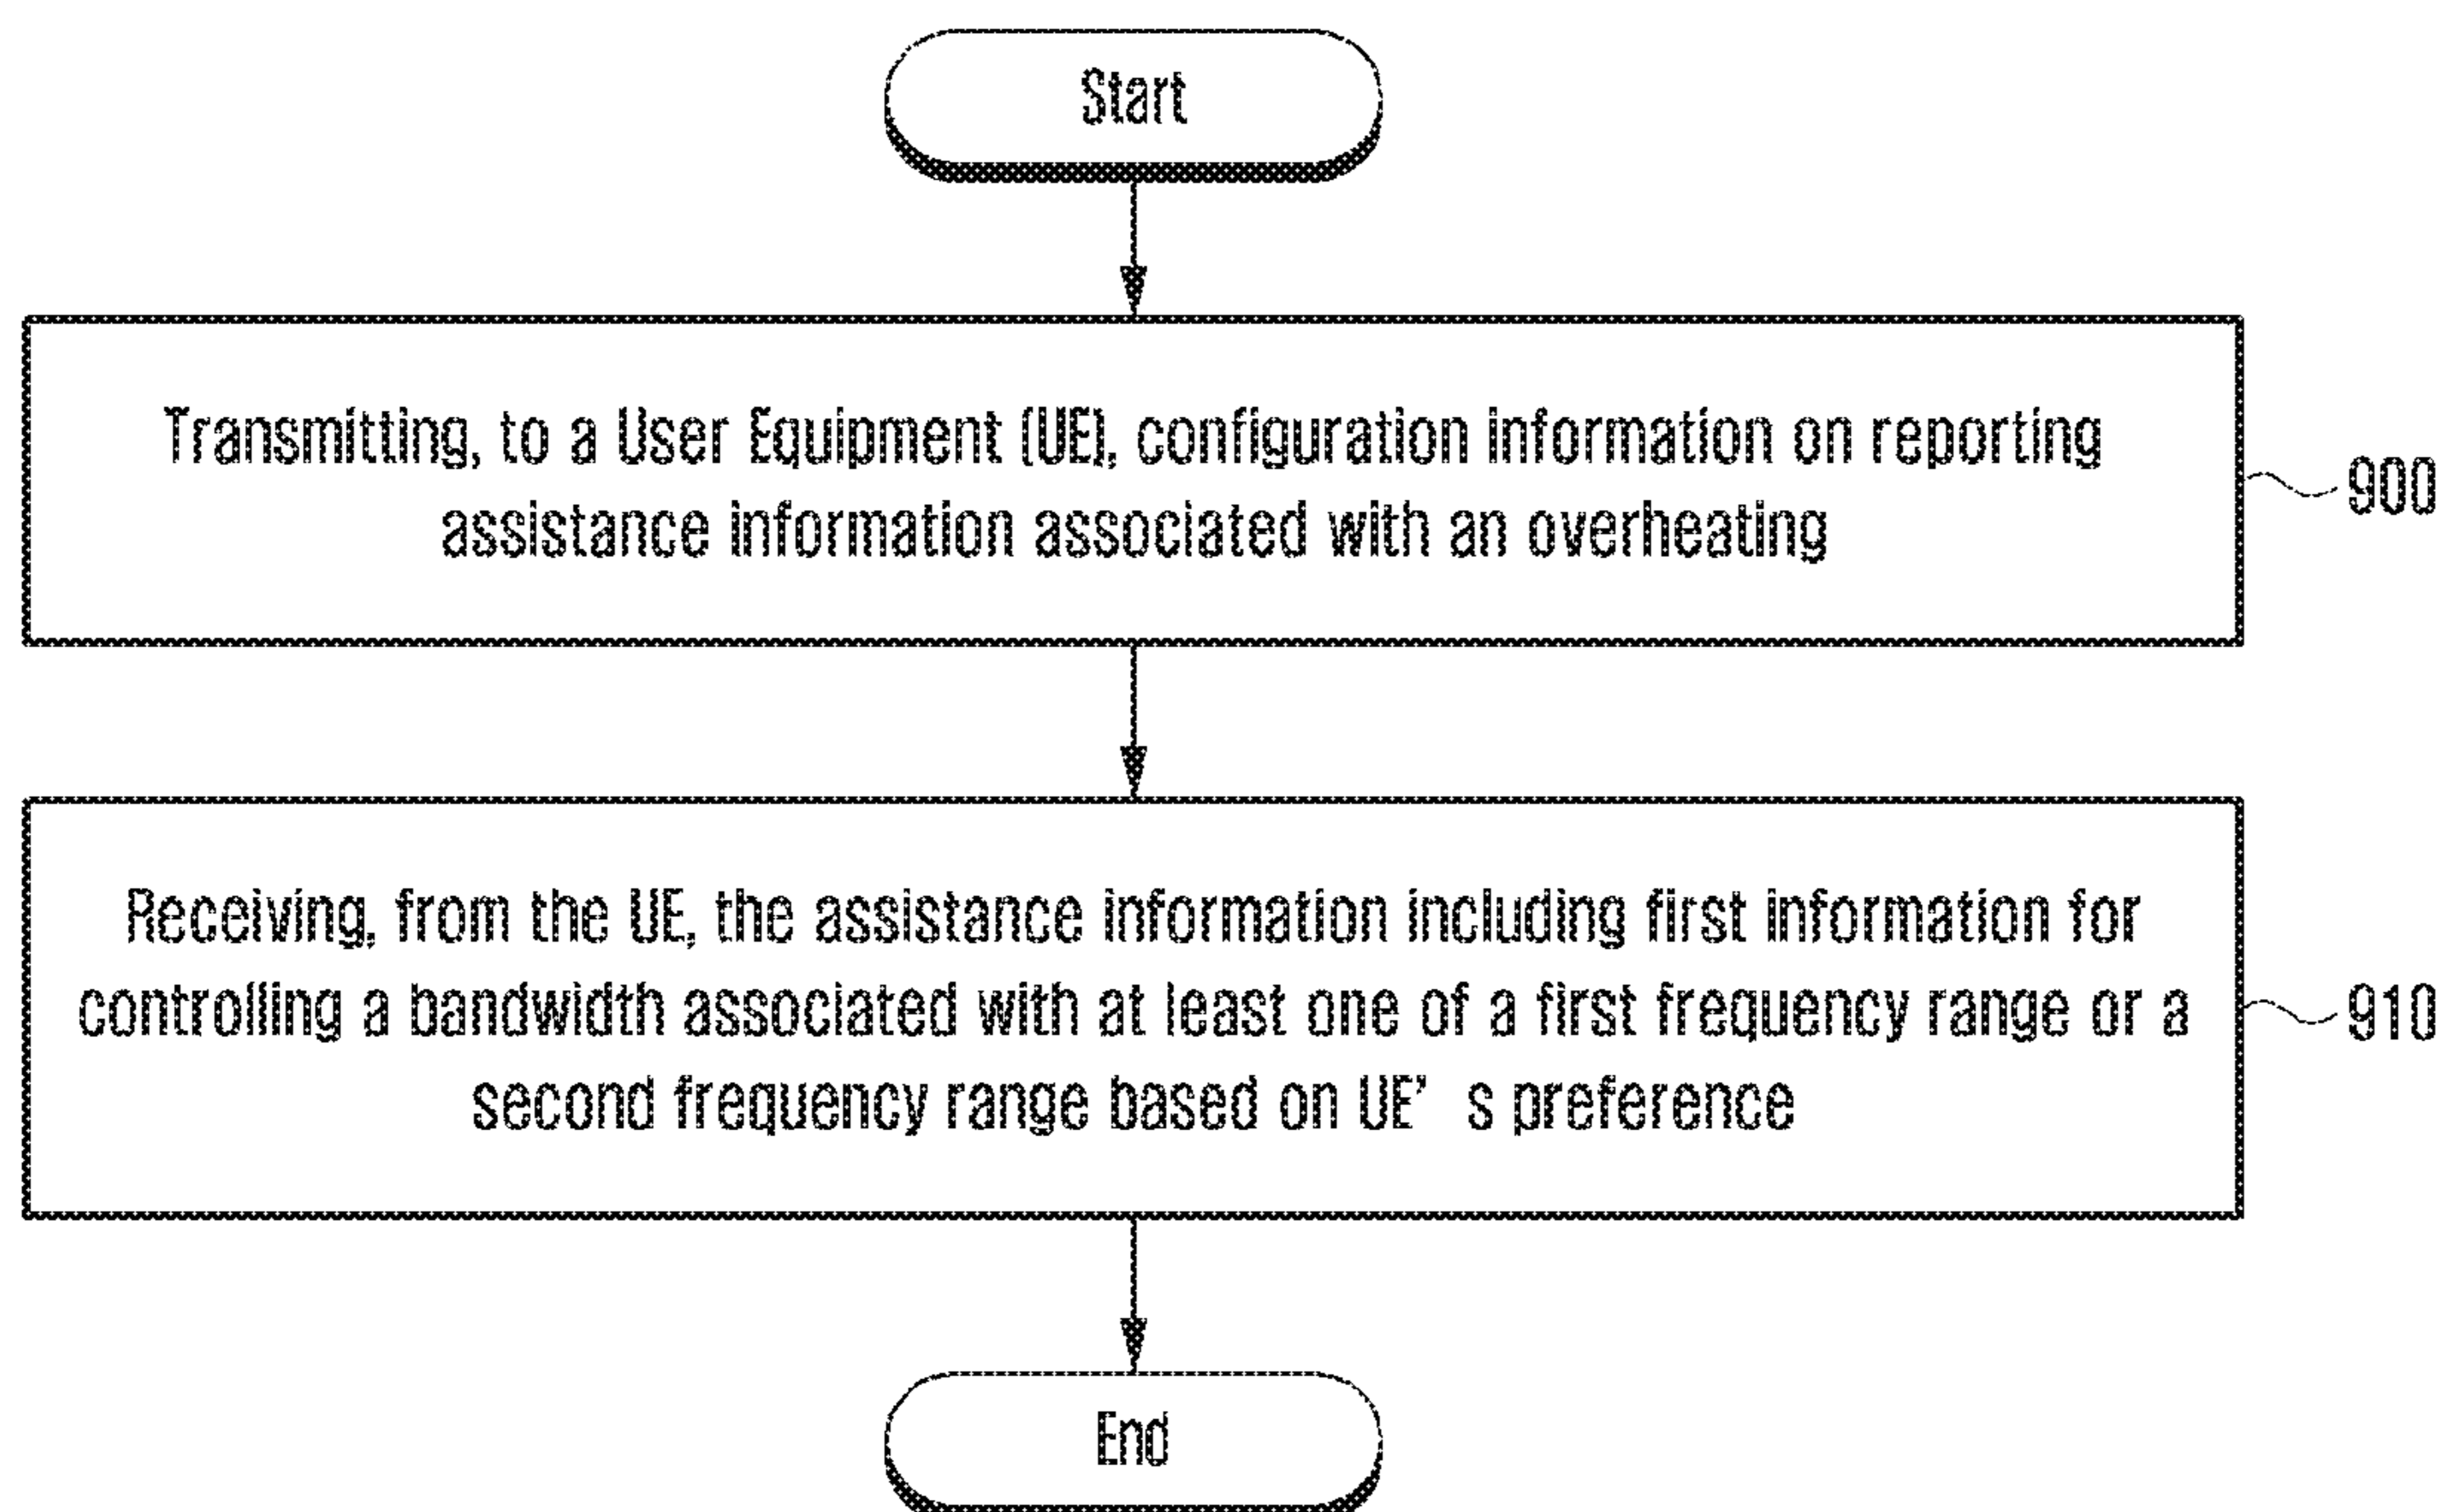 Start
Transmitting, to a User Equipment (UE), configuration information on reporting
assistance information associated with an overheating
900
Receiving, from the UE, the assistance information including first information for
controlling a bandwidth associated with at least one of a first frequency range or a
second frequency range based on UE’ s preference
910
End